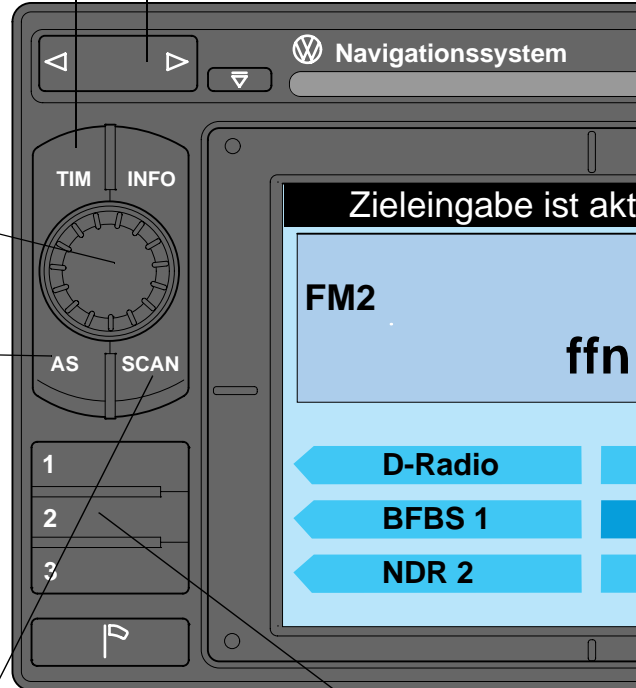 Navigationssystem
TIM INFO
AS SCAN
1
2
3
Zieleingabe ist akt
FM2
ffn
D-Radio
BFBS 1
NDR 2